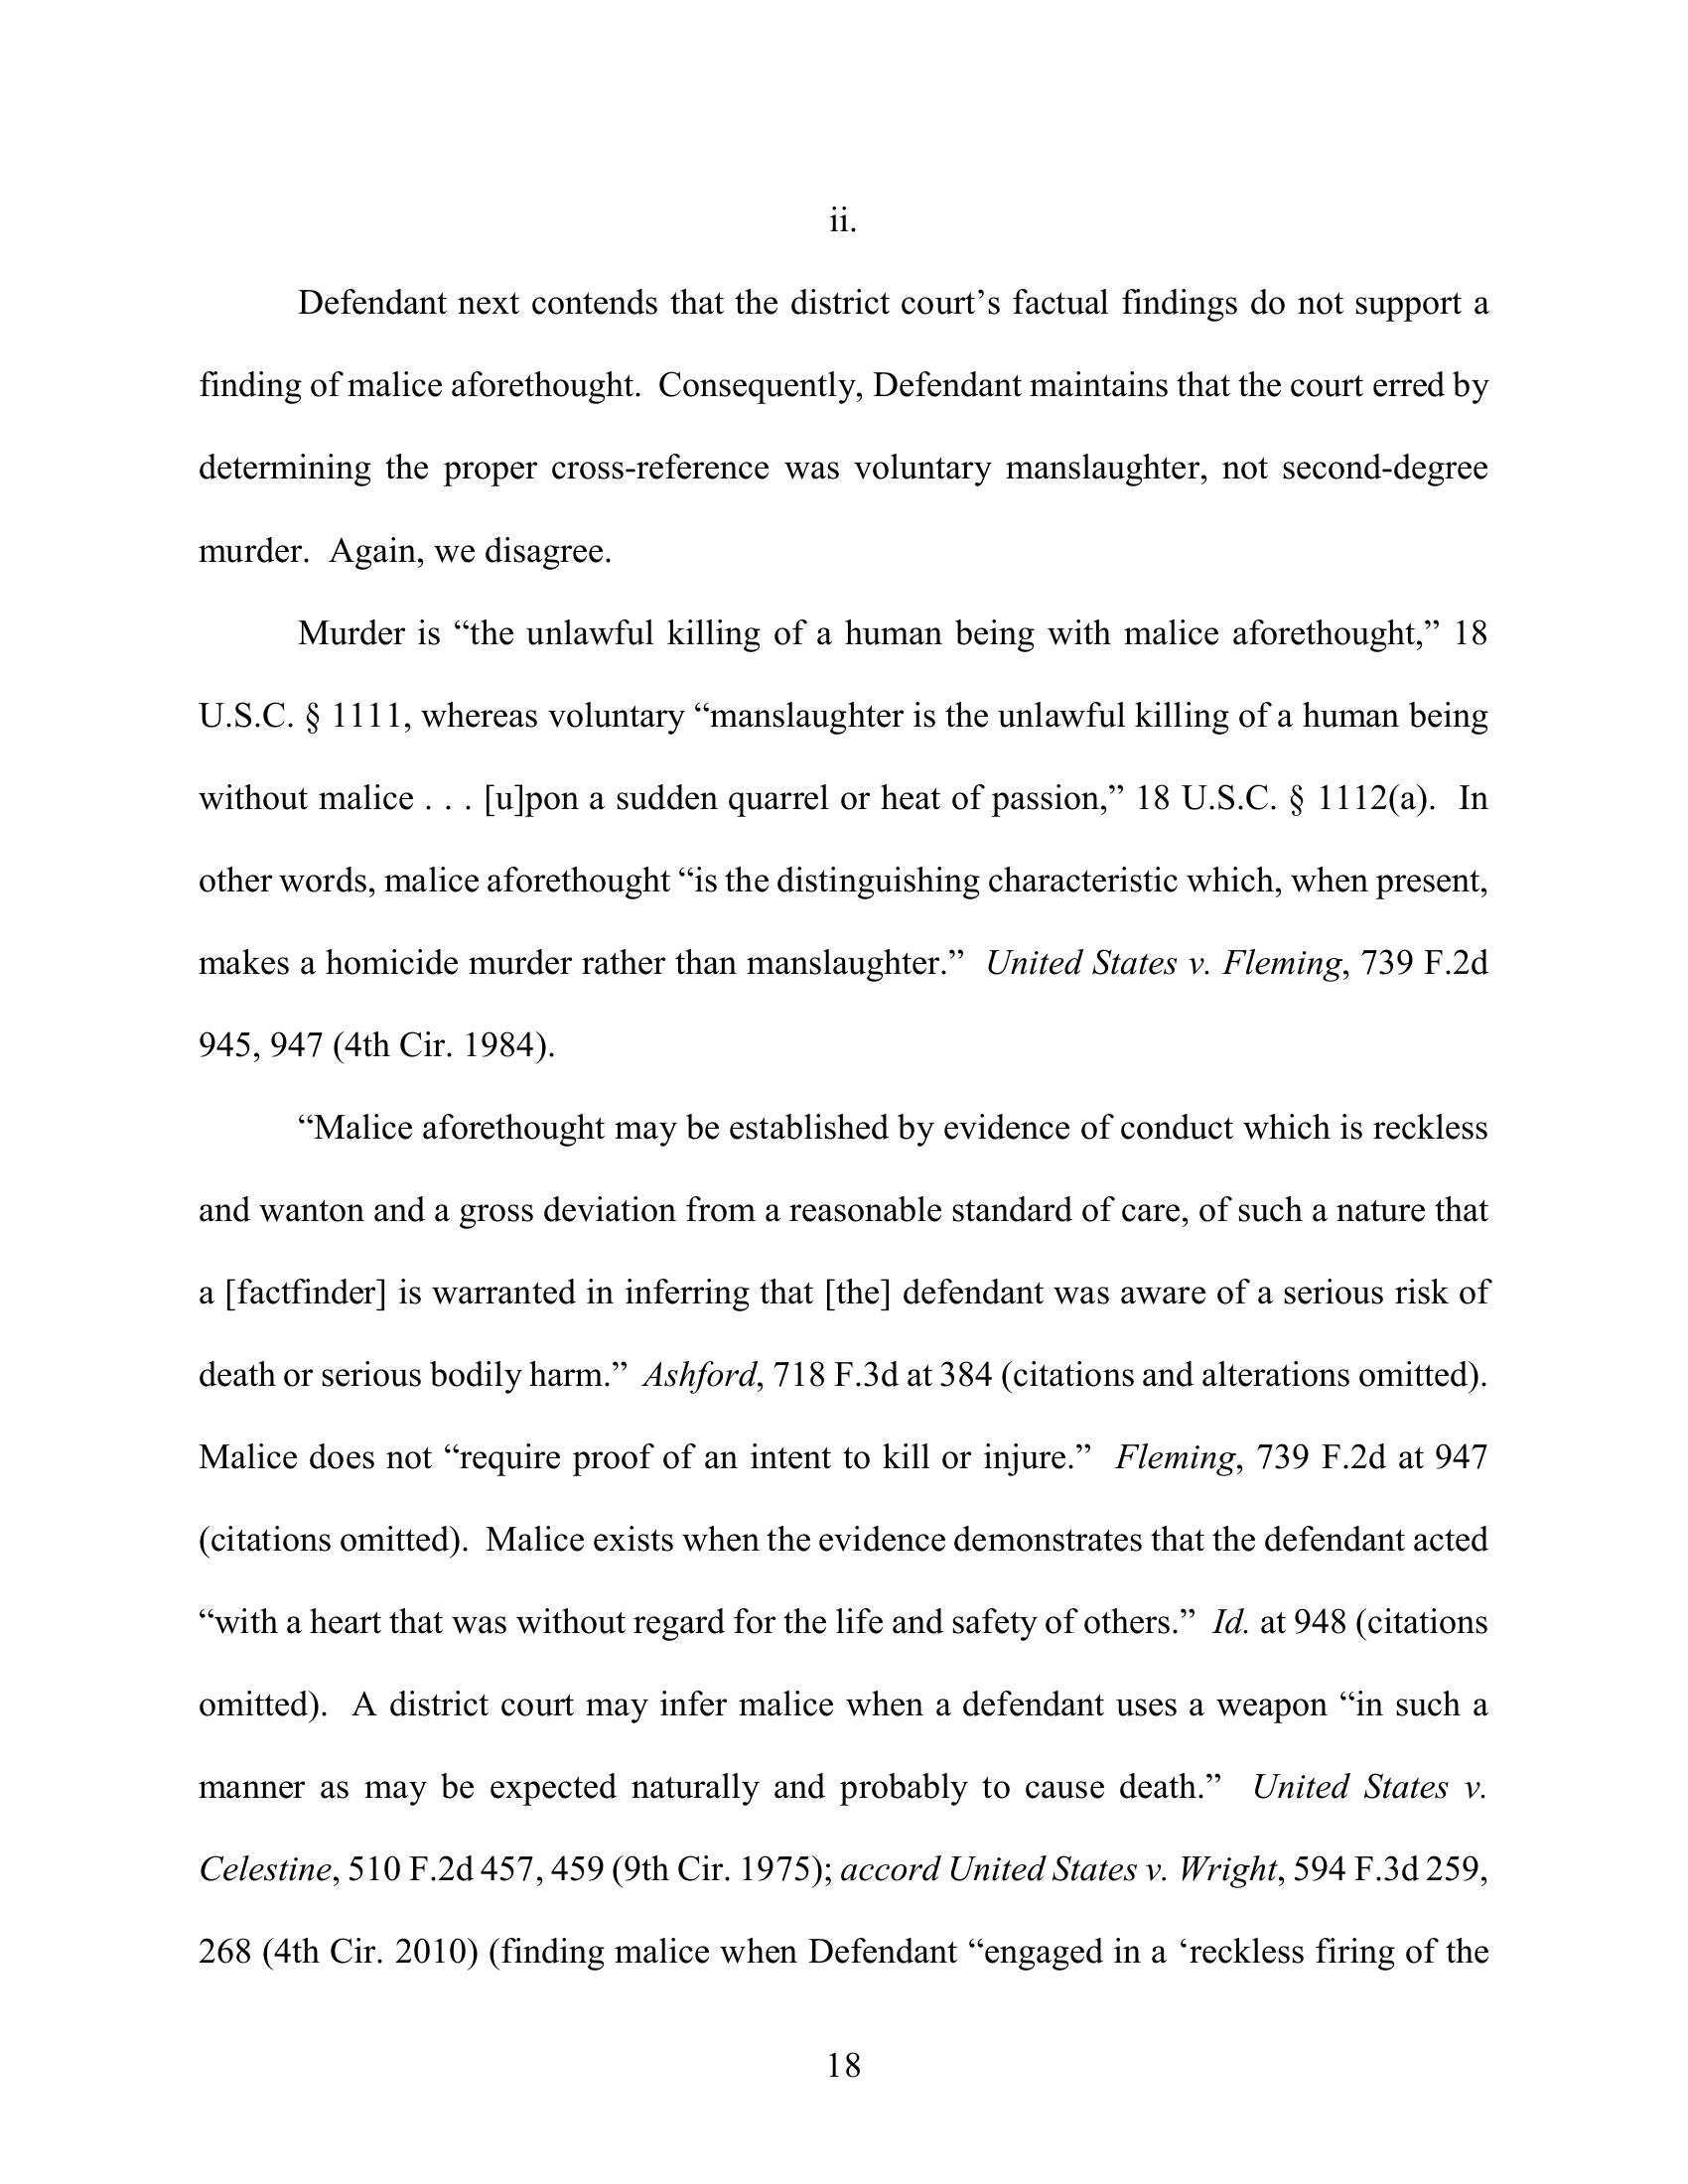 ii.
Defendant next contends that the district court’s factual findings do not support a
finding of malice aforethought.  Consequently, Defendant maintains that the court erred by
determining the proper cross-reference was voluntary manslaughter, not second-degree
murder.  Again, we disagree.
Murder is “the unlawful killing of a human being with malice aforethought,” 18
U.S.C. § 1111, whereas voluntary “manslaughter is the unlawful killing of a human being
without malice . . . [u]pon a sudden quarrel or heat of passion,” 18 U.S.C. § 1112(a).  In
other words, malice aforethought “is the distinguishing characteristic which, when present,
makes a homicide murder rather than manslaughter.”  United States v. Fleming, 739 F.2d
945, 947 (4th Cir. 1984).
“Malice aforethought may be established by evidence of conduct which is reckless
and wanton and a gross deviation from a reasonable standard of care, of such a nature that
a [factfinder] is warranted in inferring that [the] defendant was aware of a serious risk of
death or serious bodily harm.”  Ashford, 718 F.3d at 384 (citations and alterations omitted).
Malice does not “require proof of an intent to kill or injure.”  Fleming, 739 F.2d at 947
(citations omitted).  Malice exists when the evidence demonstrates that the defendant acted
“with a heart that was without regard for the life and safety of others.”  Id. at 948 (citations
omitted).  A district court may infer malice when a defendant uses a weapon “in such a
manner as may be expected naturally and probably to cause death.”  United States v.
Celestine, 510 F.2d 457, 459 (9th Cir. 1975); accord United States v. Wright, 594 F.3d 259,
268 (4th Cir. 2010) (finding malice when Defendant “engaged in a ‘reckless firing of the
18